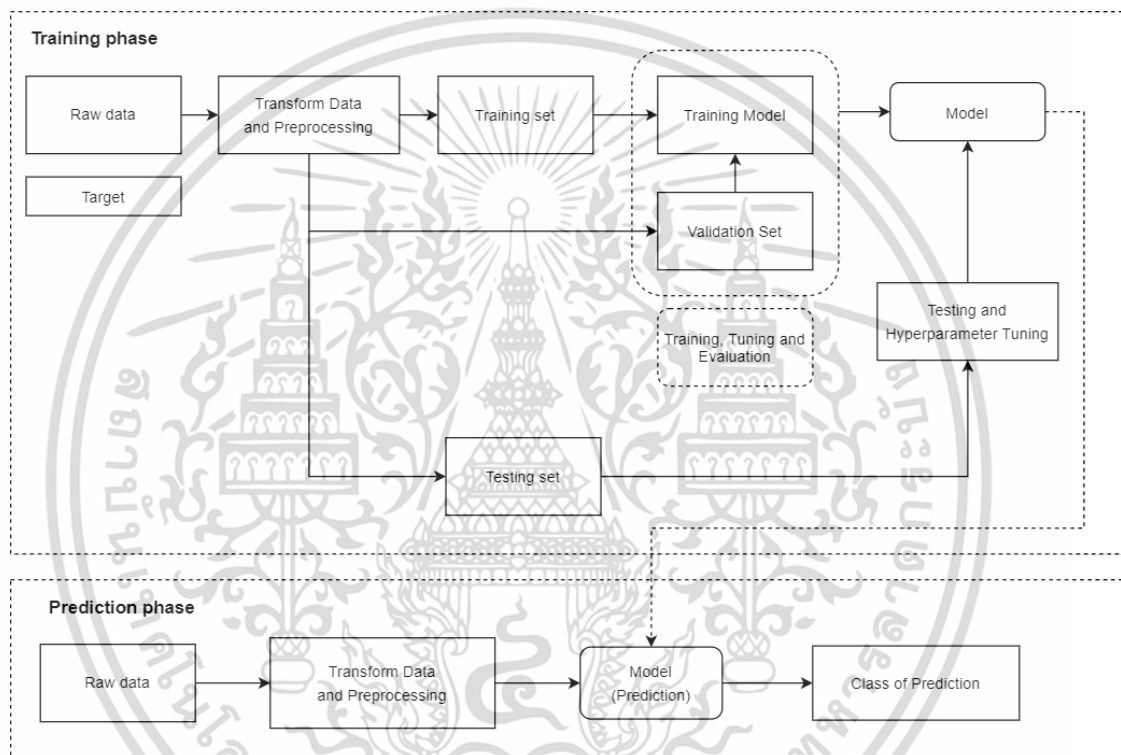 Training phase
Raw data
Transform Data
and Preprocessing
Training set
Training Model
Model
Target
Validation Set
Testing and
Hyperparameter Tuning
Training, Tuning and
Evaluation
Testing set
Prediction phase
Raw data
Transform Data
and Preprocessing
Model
(Prediction)
Class of Prediction